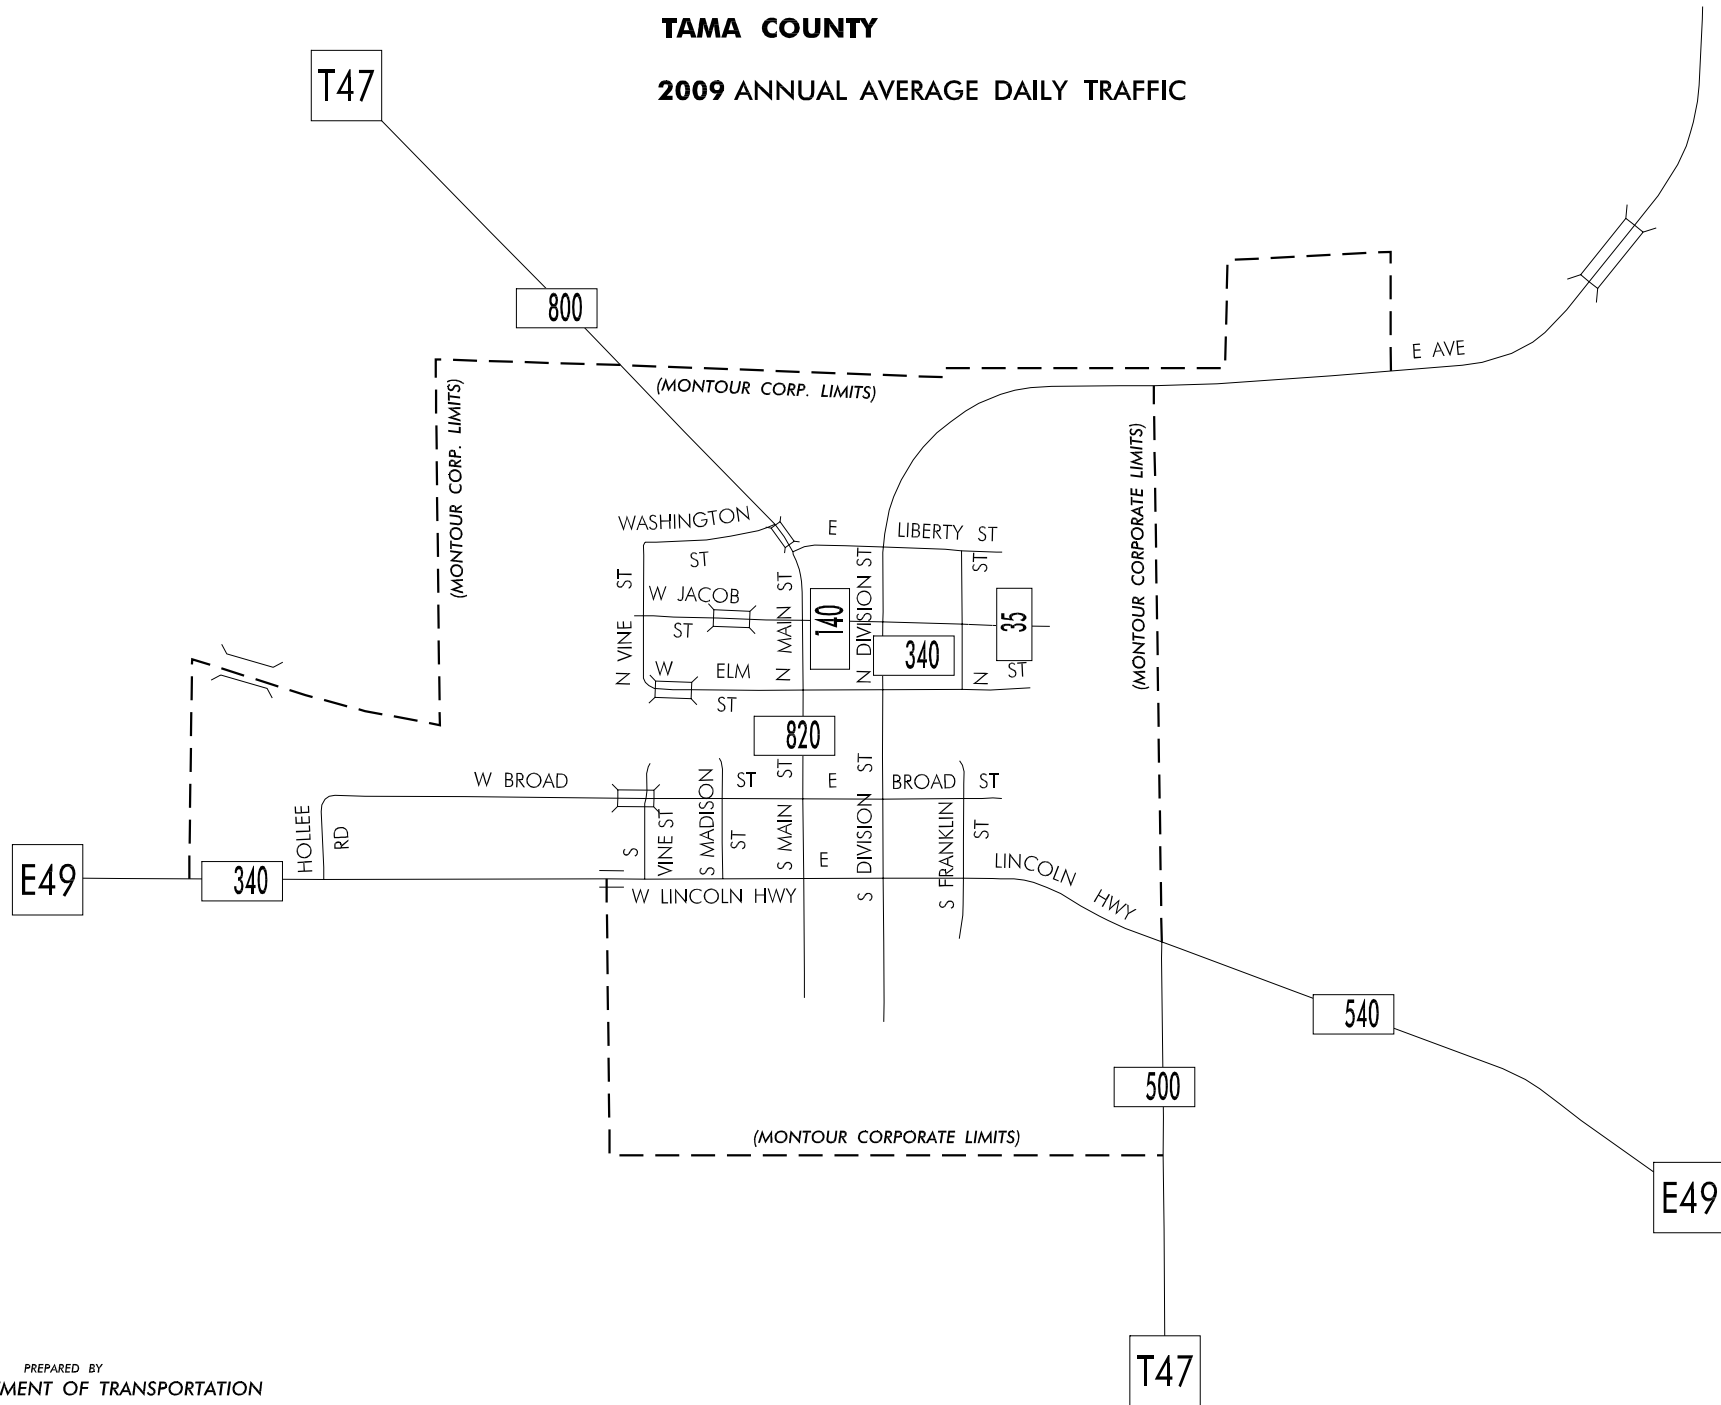 TAMA COUNTY
2009 ANNUAL AVERAGE DAILY TRAFFIC
T47
800
E AVE
(MONTOUR CORP. LIMITS)
(MONTOUR CORP. LIMITS)
(MONTOUR CORPORATE LIMITS)
WASHINGTON
ST
E
LIBERTY ST
N VINE ST
W JACOB
ST
N MAIN ST
140
N DIVISION ST
340
N
ST
35
W ELM
ST
ST
820
W BROAD
ST
E
BROAD ST
HOLLEE
RD
S
VINE ST
S MADISON
ST
S MAIN ST
S DIVISION ST
S FRANKLIN
ST
E49
340
E
LINCOLN
HWY
W LINCOLN HWY
540
500
(MONTOUR CORPORATE LIMITS)
E49
T47
PREPARED BY
MENT OF TRANSPORTATION